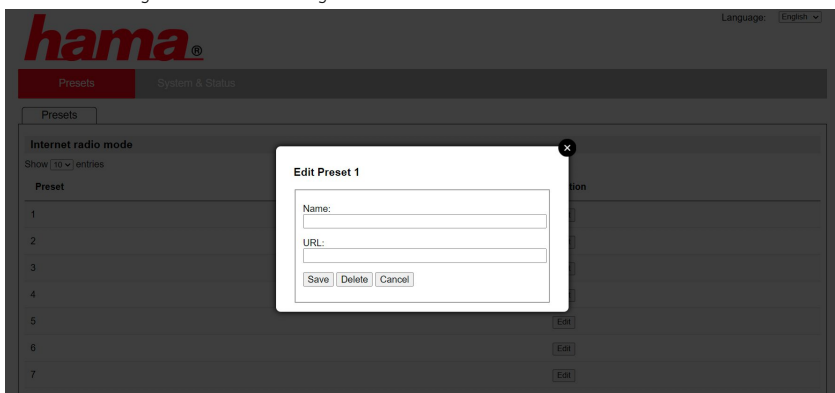 Language: English
hama®
Presets System & Status
Presets
Internet radio mode
Show 10 entries
Preset
1
2
3
4
5 Edit
6 Edit
7 Edit
Edit Preset 1
Name:
URL:
Save Delete Cancel